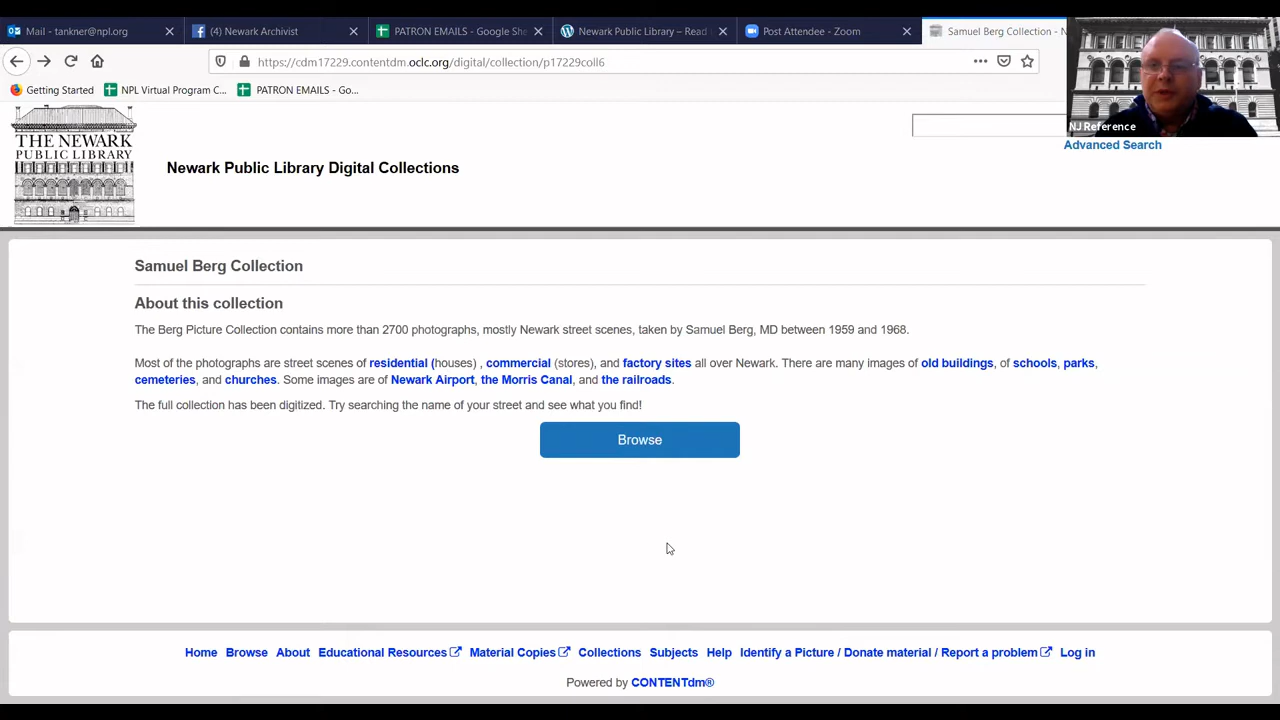 Mail - tankner@npl.org
(4) Newark Archivist
PATRON EMAILS - Google She
Newark Public Library – Read
Post Attendee - Zoom
Samuel Berg Collection - N
https://cdm17229.contentdm.oclc.org/digital/collection/p17229coll6
Getting Started
NPL Virtual Program C...
PATRON EMAILS - Go...
NJ Reference
Advanced Search
THE NEWARK
PUBLIC LIBRARY
Newark Public Library Digital Collections
Samuel Berg Collection
About this collection
The Berg Picture Collection contains more than 2700 photographs, mostly Newark street scenes, taken by Samuel Berg, MD between 1959 and 1968.
Most of the photographs are street scenes of residential (houses) , commercial (stores), and factory sites all over Newark. There are many images of old buildings, of schools, parks,
cemeteries, and churches. Some images are of Newark Airport, the Morris Canal, and the railroads.
The full collection has been digitized. Try searching the name of your street and see what you find!
Browse
Home Browse About Educational Resources Material Copies Collections Subjects Help Identify a Picture / Donate material / Report a problem Log in
Powered by CONTENTdm®